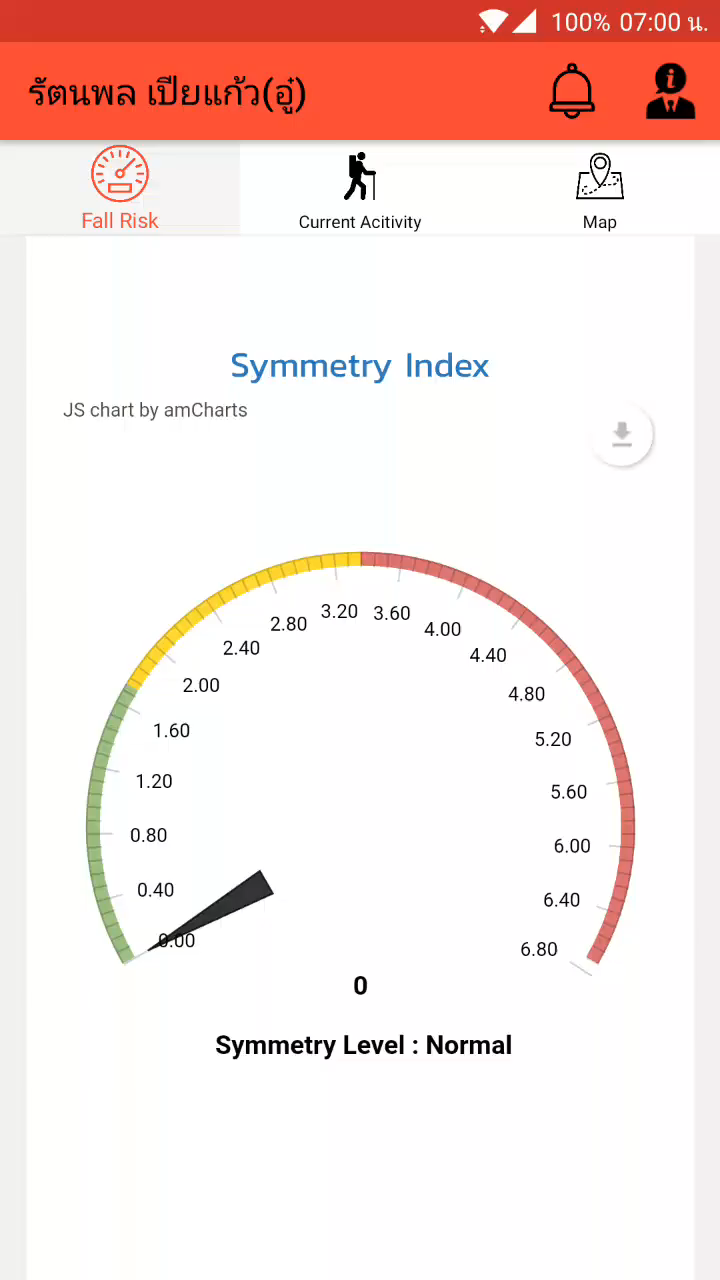 100% 07:00 น.
รัตนพล เปียแก้ว(อู๋)
Fall Risk
Current Acitivity
Map
Symmetry Index
JS chart by amCharts
3.20
3.60
2.80
4.00
2.40
4.40
2.00
4.80
1.60
5.20
1.20
5.60
0.80
6.00
0.40
6.40
0.00
6.80
0
Symmetry Level : Normal